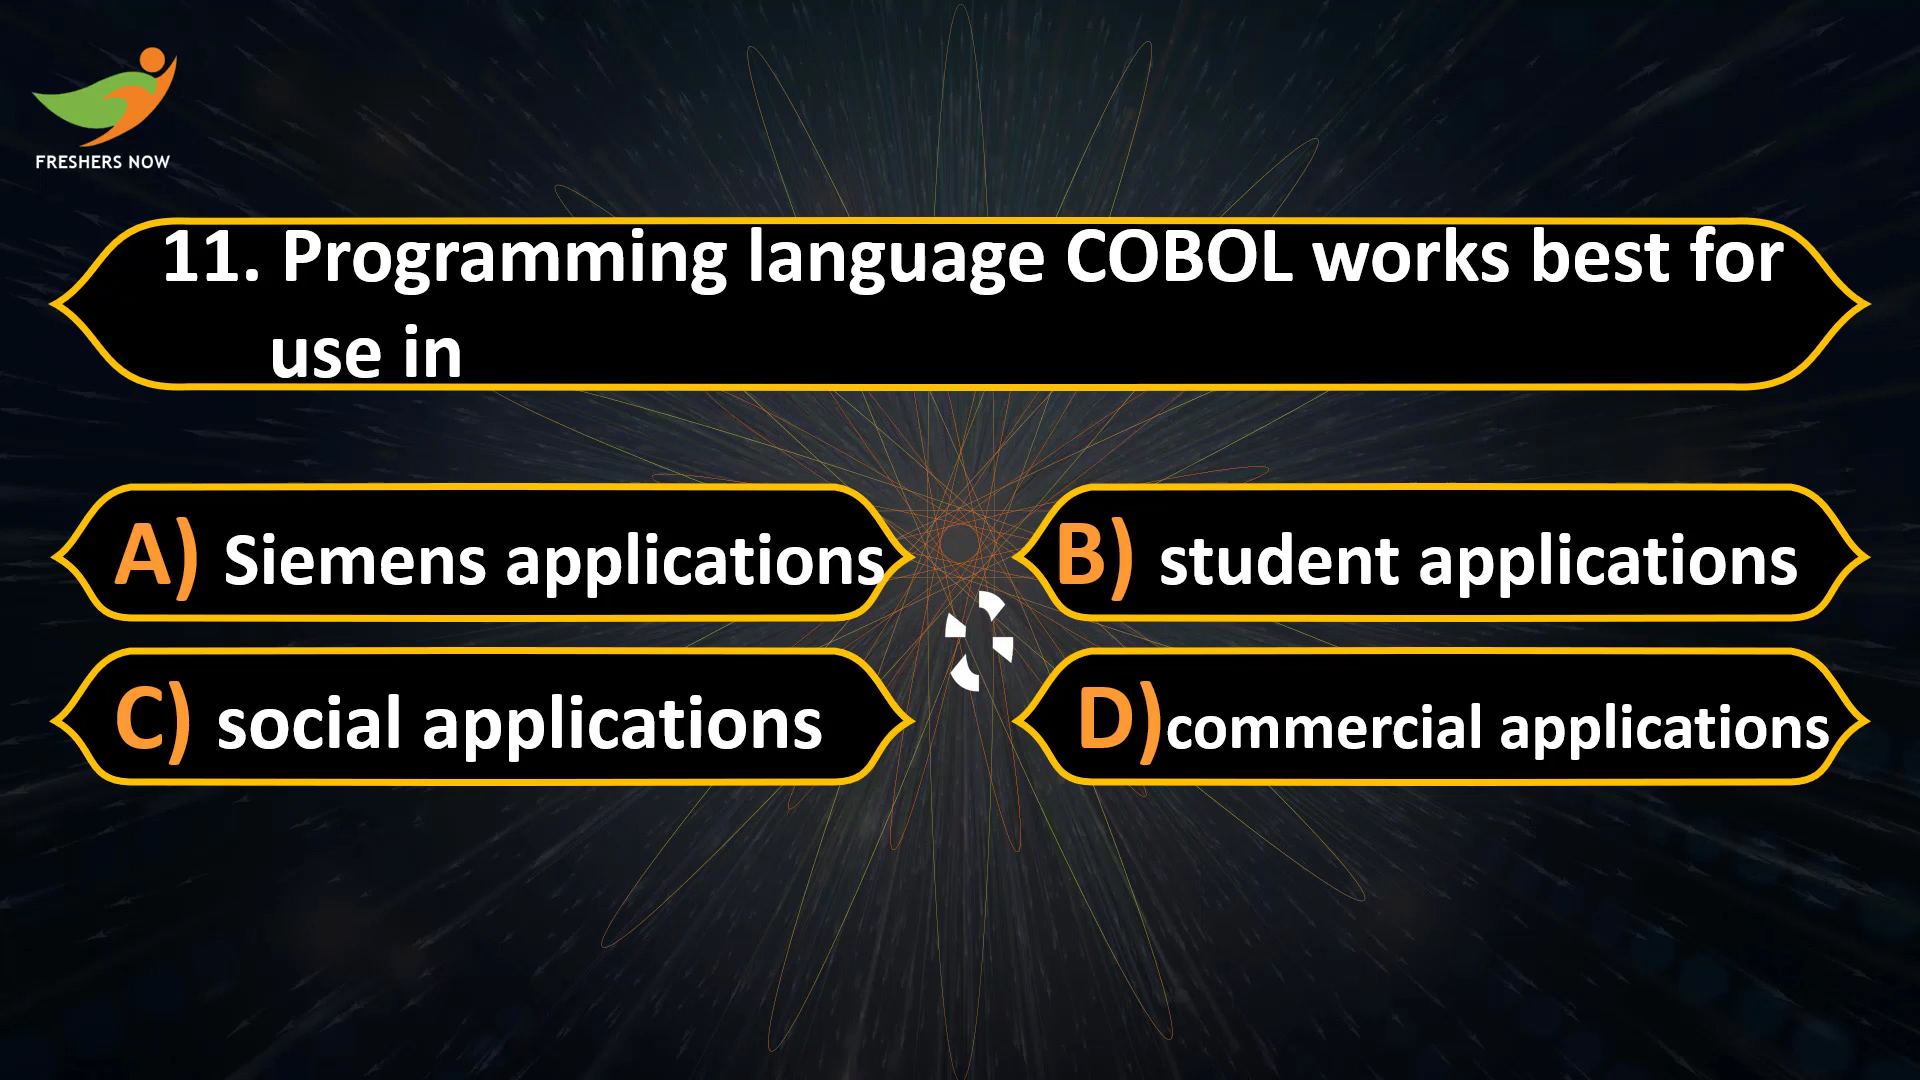 FRESHERS NOW
11. Programming language COBOL works best for
use in
A) Siemens applications
B) student applications
C) social applications
D)commercial applications